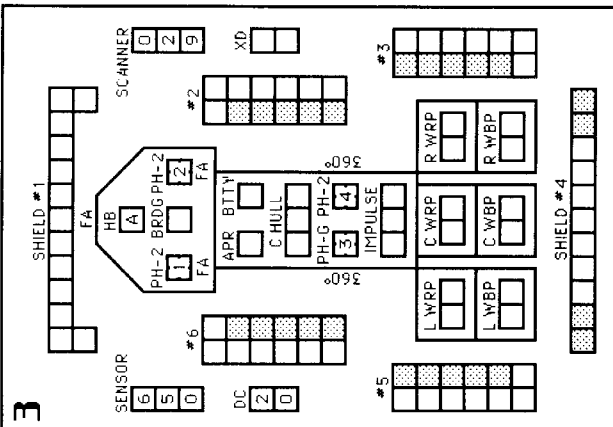 3
SHIELD #1
FA
HB
A
SENSOR
6
5
0
SCANNER
0
2
9
PH-2 BRDG PH-2
1 2
FA FA
#6
#2
APR BTTY
DC
2
0
XD
C HULL
PH-G PH-2
3 4
360°
360°
IMPULSE
#5
#3
L WRP C WRP R WRP
L WBP C WBP R WBP
SHIELD #4